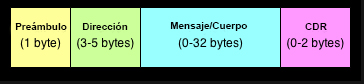 Preámbulo
(1 byte)
Dirección
(3-5 bytes)
Mensaje/Cuerpo
(0-32 bytes)
CDR
(0-2 bytes)